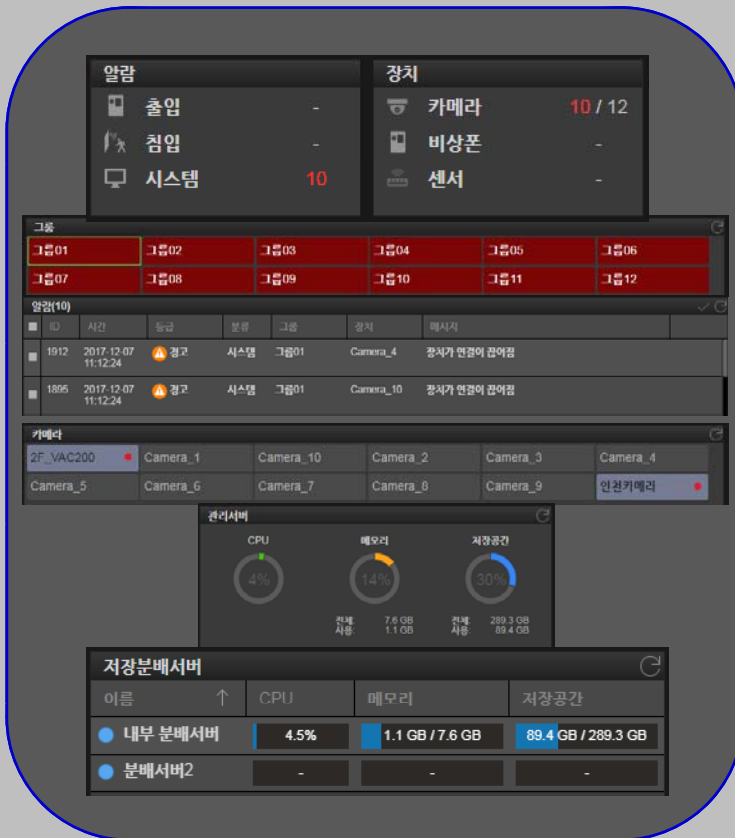 알람
출입 -
침입 -
시스템 10
장치
카메라 10 / 12
비상폰 -
센서 -
그룹
그룹01 그룹02 그룹03 그룹04 그룹05 그룹06
그룹07 그룹08 그룹09 그룹10 그룹11 그룹12
알람(10)
ID 시간 등급 분류 그룹 장치 메시지
1912 2017-12-07 11:12:24 경고 시스템 그룹01 Camera_4 장치가 연결이 끊어짐
1895 2017-12-07 11:12:24 경고 시스템 그룹01 Camera_10 장치가 연결이 끊어짐
카메라
2F_VAC200 Camera_1 Camera_10 Camera_2 Camera_3 Camera_4
Camera_5 Camera_6 Camera_7 Camera_8 Camera_9 인천카메라
관리서버
CPU 메모리 저장공간
4% 14% 30%
전체: 7.6 GB 전체: 289.3 GB
사용: 1.1 GB 사용: 89.4 GB
저장분배서버
이름 ↑ CPU 메모리 저장공간
내부 분배서버 4.5% 1.1 GB / 7.6 GB 89.4 GB / 289.3 GB
분배서버2 - - -